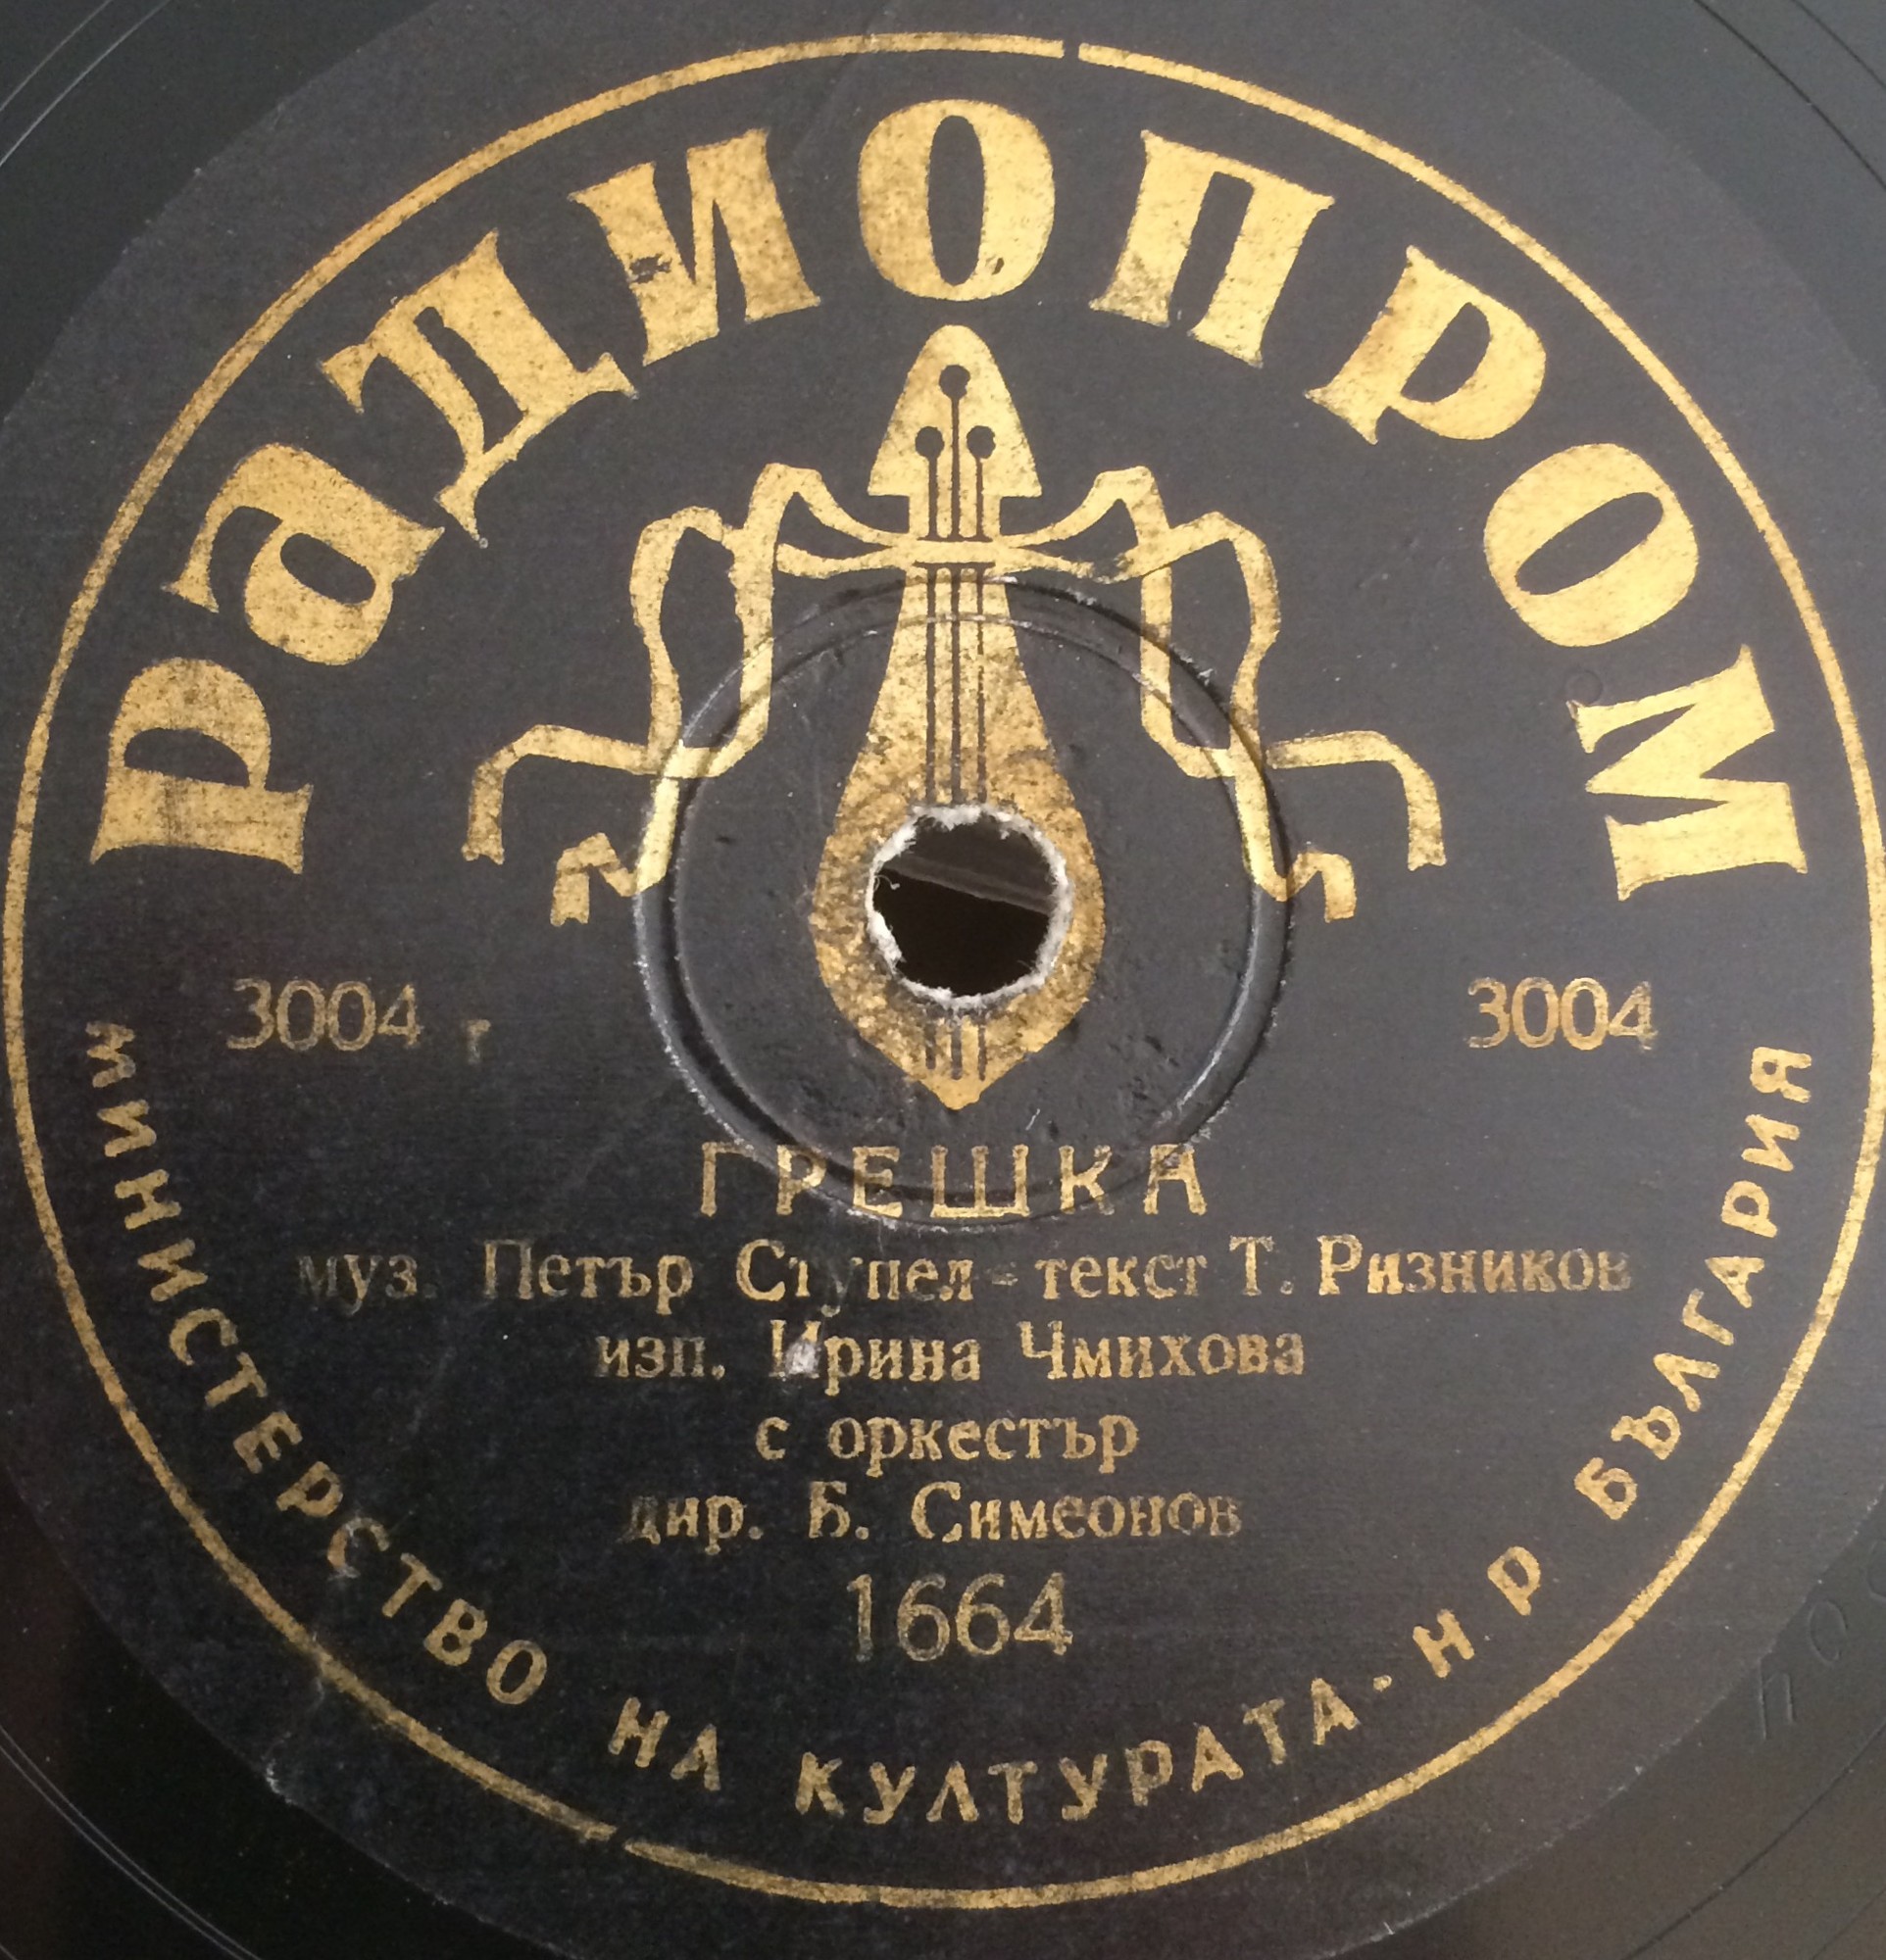 РАДИОПРОМ
3004 г 3004
ГРЕШКА
муз. Петър Ступел - текст Т. Ризников
изп. Ирина Чмихова
с оркестър
дир. Б. Симеонов
1664
МИНИСТЕРСТВО НА КУЛТУРАТА - Н Р БЪЛГАРИЯ